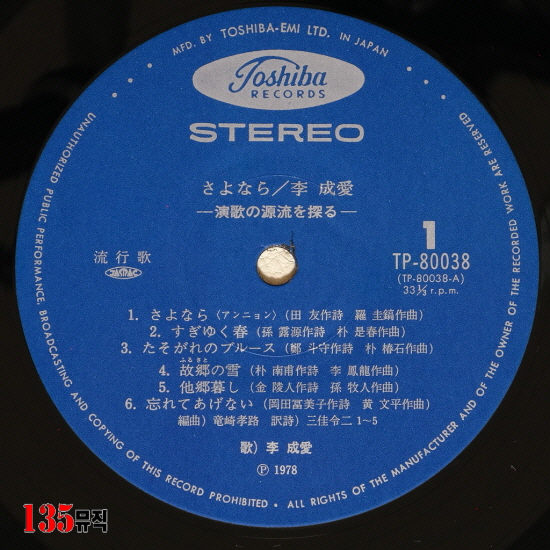 MFD. BY TOSHIBA-EMI LTD. IN JAPAN
Toshiba
RECORDS
STEREO
さよなら/李 成愛
—演歌の源流を探る—
流行歌
JASRAC
1
TP-80038
(TP-80038-A)
33⅓ r.p.m.
1. さよなら〈アンニョン〉(田 友作詩 羅 圭鎬作曲)
2. すぎゆく春(孫 露源作詩 朴 是春作曲)
3. たそがれのブルース(鄭 斗守作詩 朴 椿石作曲)
ふるさと
4. 故郷の雪(朴 南甫作詩 李 鳳龍作曲)
5. 他郷暮し(金 陵人作詩 孫 牧人作曲)
6. 忘れてあげない(岡田冨美子作詩 黄 文平作曲)
編曲)竜崎孝路 訳詩)三佳令二 1~5
歌)李 成愛
Ⓟ 1978
UNAUTHORIZED PUBLIC PERFORMANCE, BROADCASTING AND COPYING OF THIS RECORD PROHIBITED • ALL RIGHTS OF THE MANUFACTURER AND OF THE OWNER OF THE RECORDED WORK ARE RESERVED
135뮤직